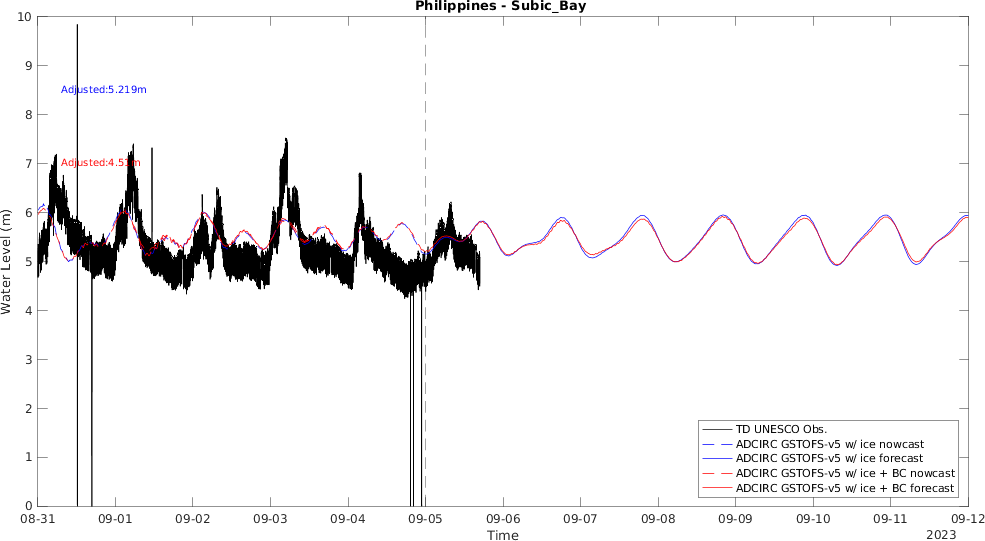 Philippines - Subic_Bay
10
9
8
7
6
5
4
3
2
1
0
Water Level (m)
Adjusted:5.219m
TD UNESCO Obs.
ADCIRC GSTOFS-v5 w/ ice nowcast
ADCIRC GSTOFS-v5 w/ ice forecast
ADCIRC GSTOFS-v5 w/ ice + BC nowcast
ADCIRC GSTOFS-v5 w/ ice + BC forecast
08-31 09-01 09-02 09-03 09-04 09-05 09-06 09-07 09-08 09-09 09-10 09-11 09-12
Time
2023